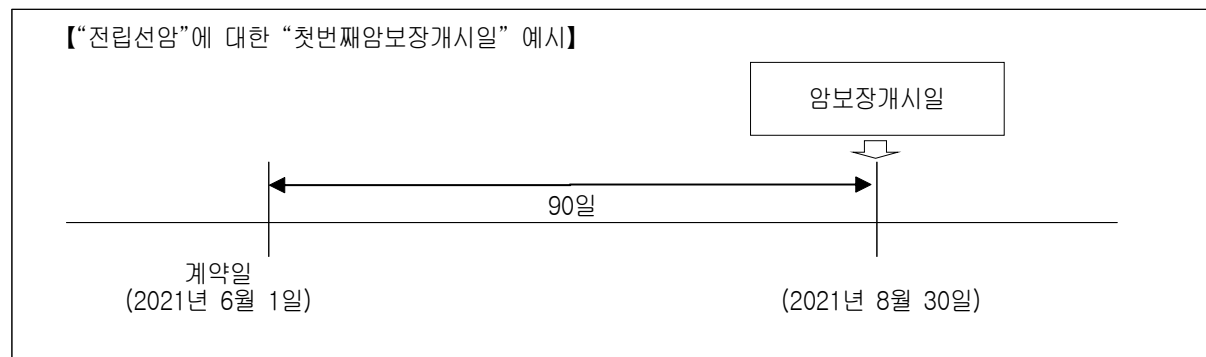 【“전립선암”에 대한 “첫번째암보장개시일” 예시】
암보장개시일
90일
계약일
(2021년 6월 1일)
(2021년 8월 30일)